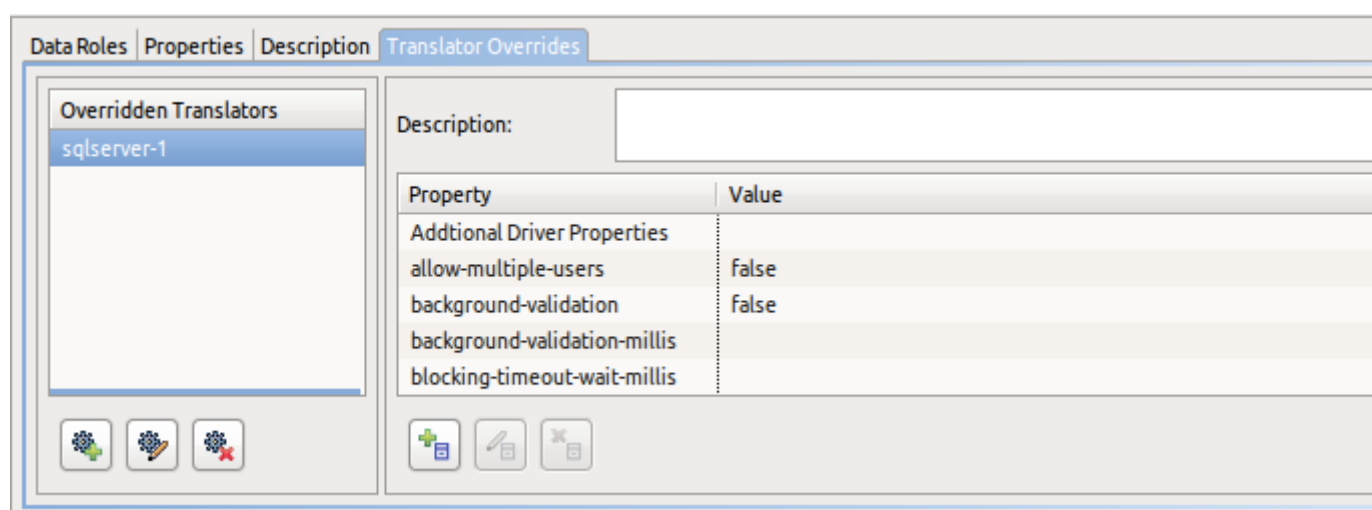 Data Roles Properties Description Translator Overrides
Overridden Translators
sqlserver-1
Description:
Property Value
Addtional Driver Properties
allow-multiple-users false
background-validation false
background-validation-millis
blocking-timeout-wait-millis